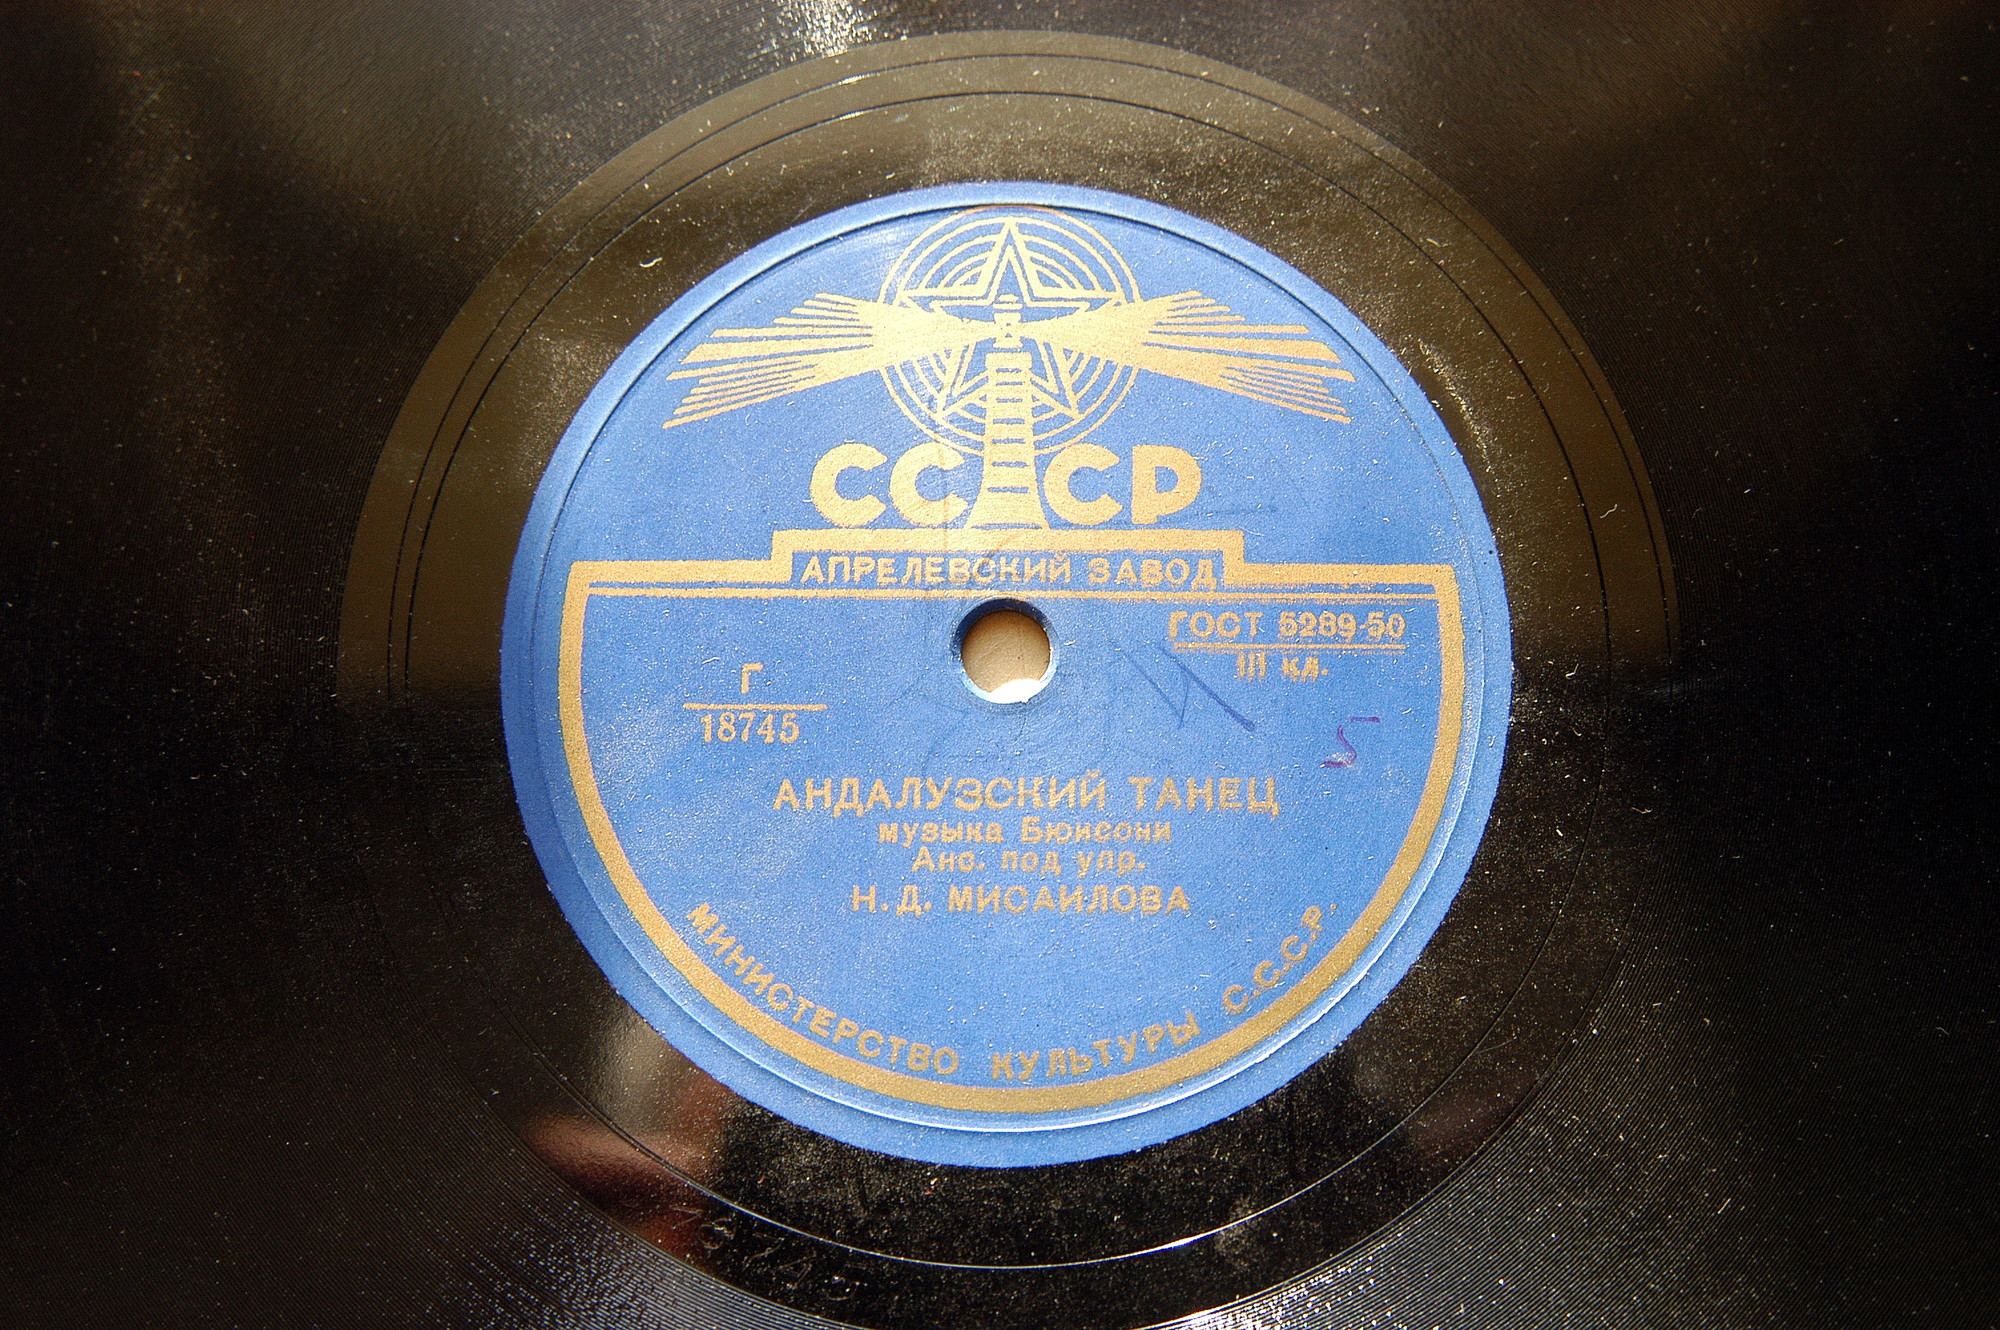 СССР
АПРЕЛЕВСКИЙ ЗАВОД
ГОСТ 5289-50
III кл.
Г
18745
5
АНДАЛУЗСКИЙ ТАНЕЦ
музыка Бюисони
Анс. под упр.
Н. Д. МИСАИЛОВА
МИНИСТЕРСТВО КУЛЬТУРЫ С.С.С.Р.